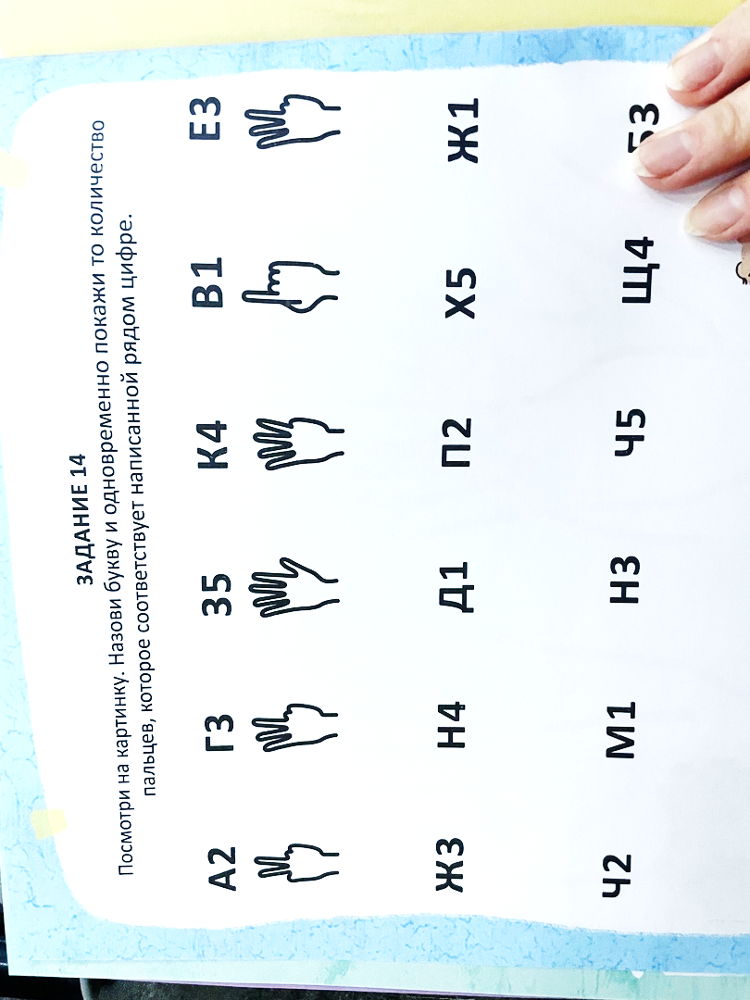 ЗАДАНИЕ 14
Посмотри на картинку. Назови букву и одновременно покажи то количество
пальцев, которое соответствует написанной рядом цифре.
А2 Г3 З5 К4 В1 Е3
Ж3 Н4 Д1 П2 Х5 Ж1
Ч2 М1 Н3 Ч5 Щ4